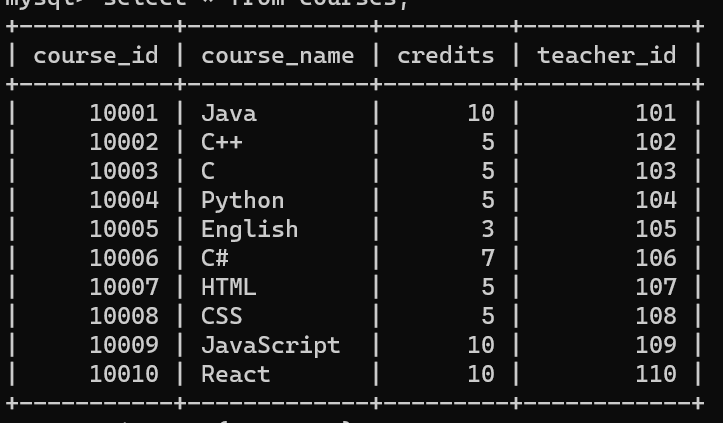 mysql> select * from courses;
+-----------+-------------+---------+------------+
| course_id | course_name | credits | teacher_id |
+-----------+-------------+---------+------------+
|     10001 | Java        |      10 |        101 |
|     10002 | C++         |       5 |        102 |
|     10003 | C           |       5 |        103 |
|     10004 | Python      |       5 |        104 |
|     10005 | English     |       3 |        105 |
|     10006 | C#          |       7 |        106 |
|     10007 | HTML        |       5 |        107 |
|     10008 | CSS         |       5 |        108 |
|     10009 | JavaScript  |      10 |        109 |
|     10010 | React       |      10 |        110 |
+-----------+-------------+---------+------------+